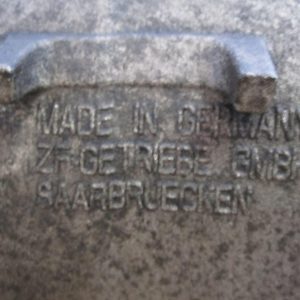 MADE IN GERMANY
ZF-GETRIEBE GMBH
SAARBRUECKEN